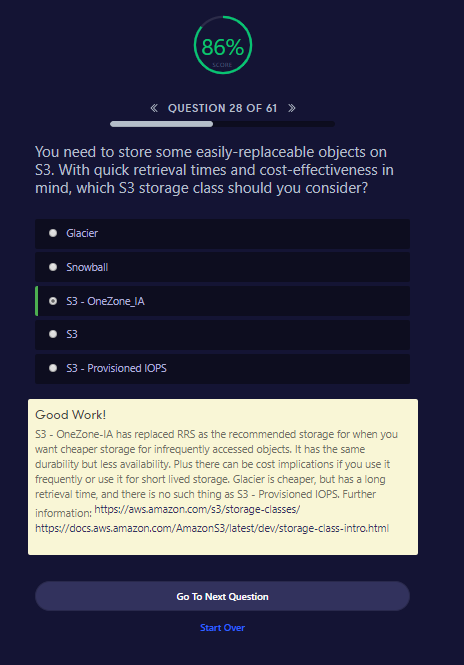 86%
SCORE
« QUESTION 28 OF 61 »
You need to store some easily-replaceable objects on
S3. With quick retrieval times and cost-effectiveness in
mind, which S3 storage class should you consider?
Glacier
Snowball
S3 - OneZone_IA
S3
S3 - Provisioned IOPS
Good Work!
S3 - OneZone-IA has replaced RRS as the recommended storage for when you
want cheaper storage for infrequently accessed objects. It has the same
durability but less availability. Plus there can be cost implications if you use it
frequently or use it for short lived storage. Glacier is cheaper, but has a long
retrieval time, and there is no such thing as S3 - Provisioned IOPS. Further
information: https://aws.amazon.com/s3/storage-classes/
https://docs.aws.amazon.com/AmazonS3/latest/dev/storage-class-intro.html
Go To Next Question
Start Over